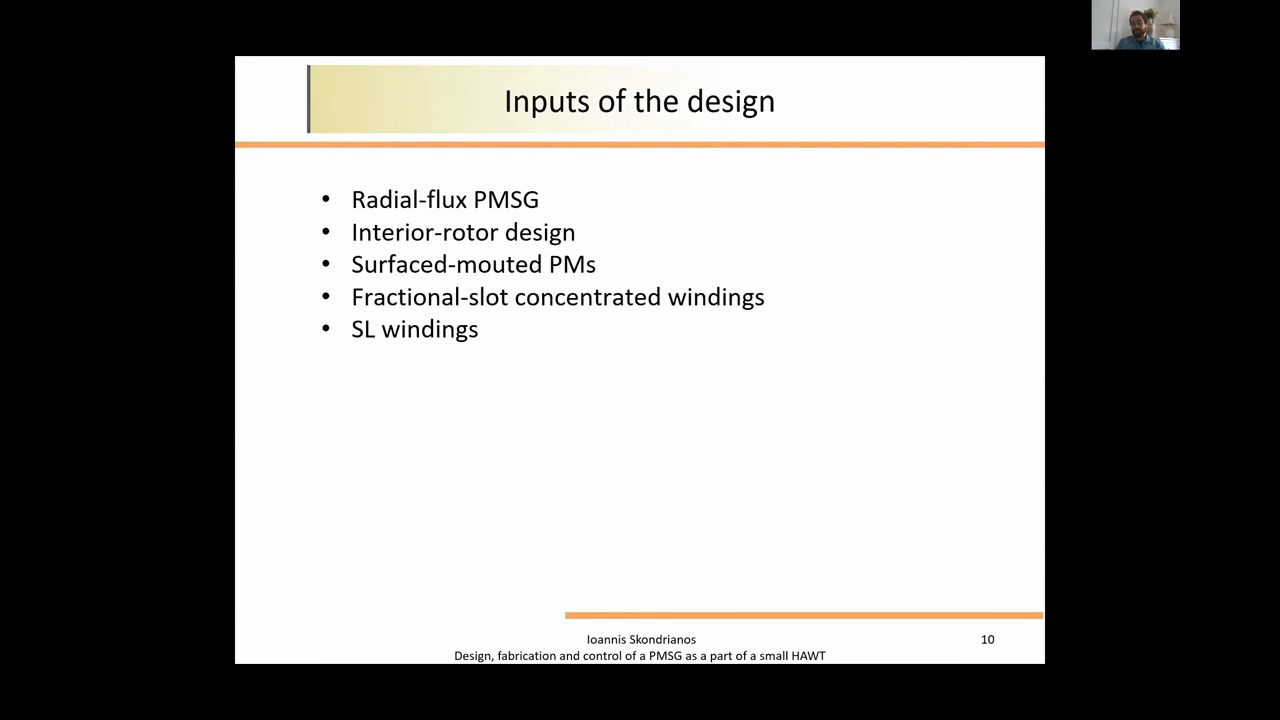 Inputs of the design
• Radial-flux PMSG
• Interior-rotor design
• Surfaced-mouted PMs
• Fractional-slot concentrated windings
• SL windings
Ioannis Skondrianos
10
Design, fabrication and control of a PMSG as a part of a small HAWT